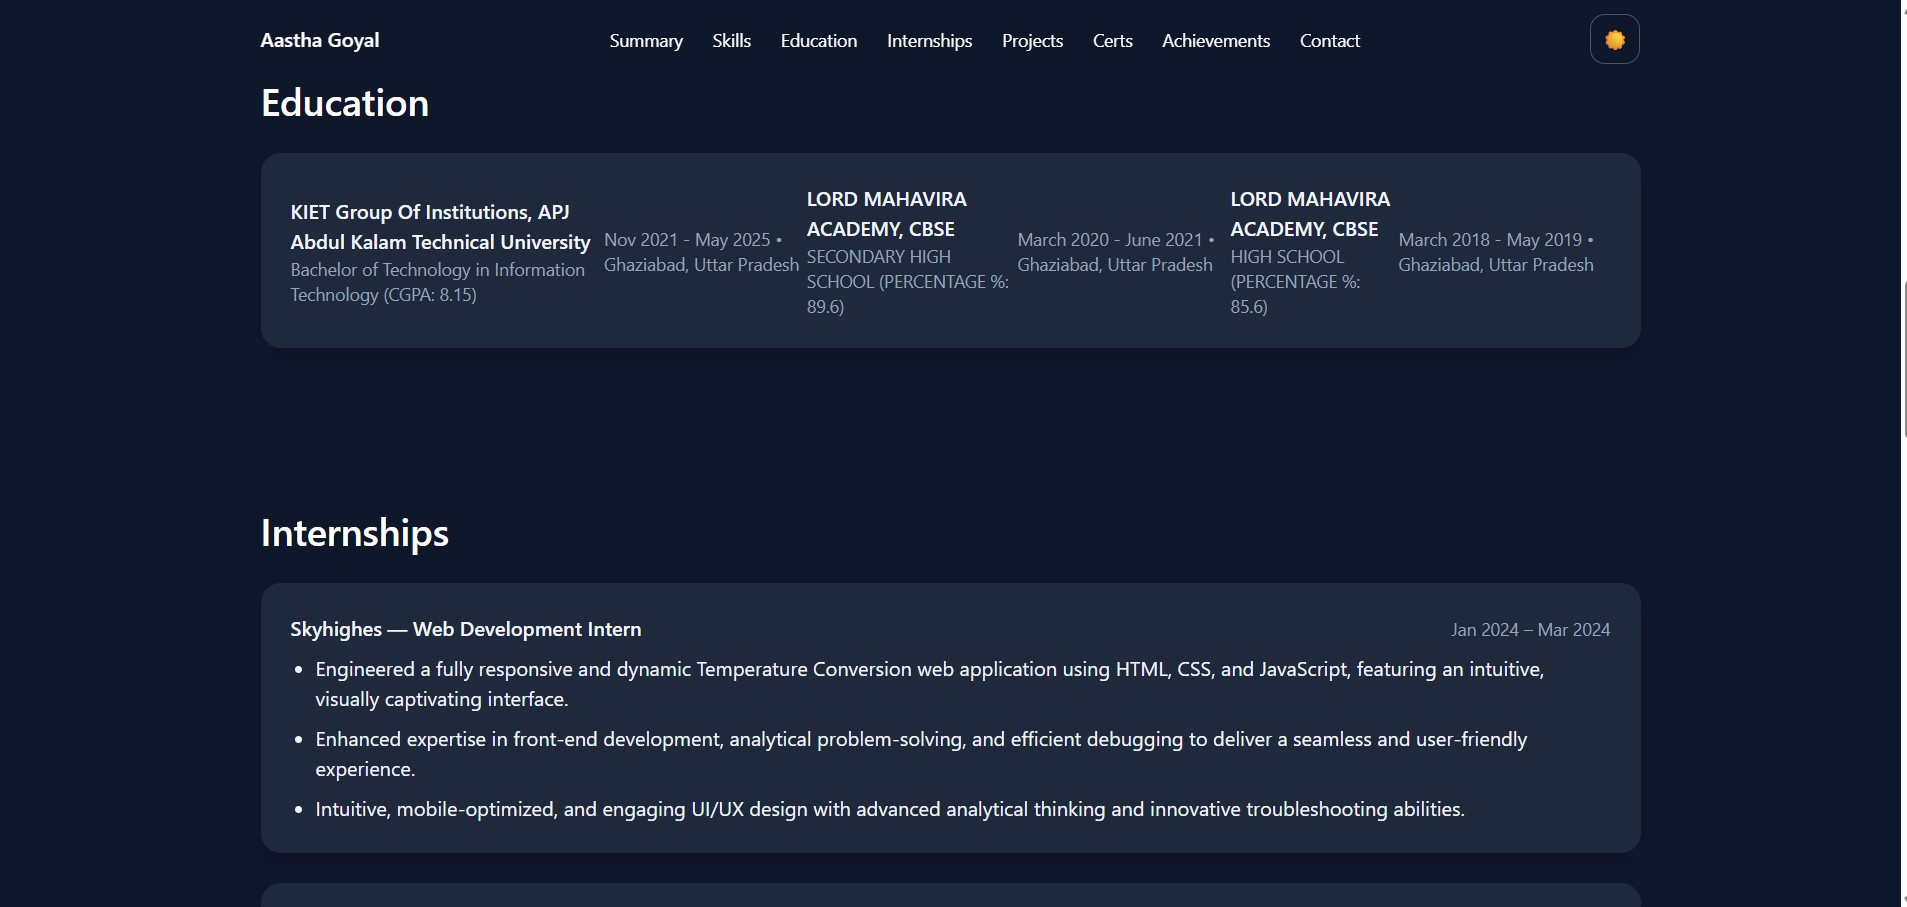 Aastha Goyal
Summary Skills Education Internships Projects Certs Achievements Contact
Education
KIET Group Of Institutions, APJ
Abdul Kalam Technical University
Bachelor of Technology in Information
Technology (CGPA: 8.15)
Nov 2021 - May 2025 •
Ghaziabad, Uttar Pradesh
LORD MAHAVIRA
ACADEMY, CBSE
SECONDARY HIGH
SCHOOL (PERCENTAGE %:
89.6)
March 2020 - June 2021 •
Ghaziabad, Uttar Pradesh
LORD MAHAVIRA
ACADEMY, CBSE
HIGH SCHOOL
(PERCENTAGE %:
85.6)
March 2018 - May 2019 •
Ghaziabad, Uttar Pradesh
Internships
Skyhighes — Web Development Intern
Jan 2024 – Mar 2024
• Engineered a fully responsive and dynamic Temperature Conversion web application using HTML, CSS, and JavaScript, featuring an intuitive,
visually captivating interface.
• Enhanced expertise in front-end development, analytical problem-solving, and efficient debugging to deliver a seamless and user-friendly
experience.
• Intuitive, mobile-optimized, and engaging UI/UX design with advanced analytical thinking and innovative troubleshooting abilities.